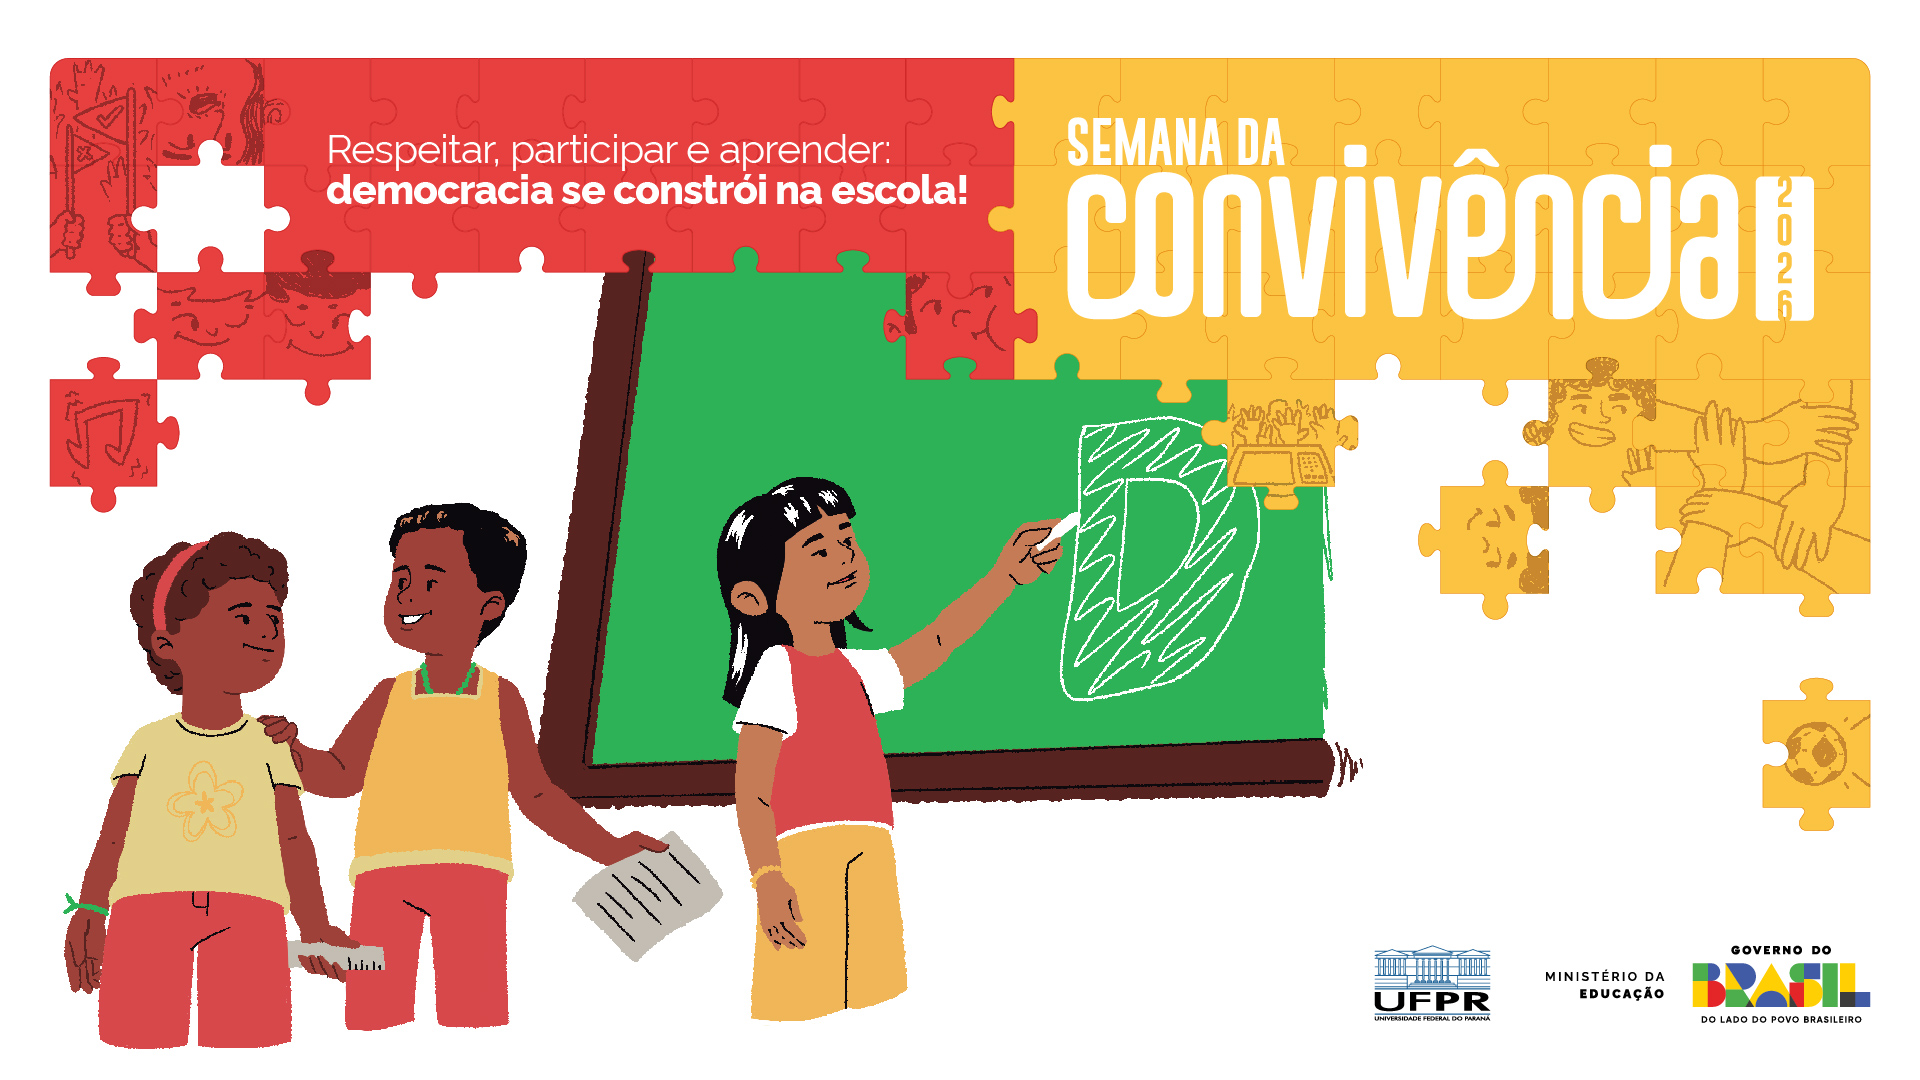 Respeitar, participar e aprender:
democracia se constrói na escola!
SEMANA DA
convivência
2026
D
UFPR
UNIVERSIDADE FEDERAL DO PARANÁ
MINISTÉRIO DA
EDUCAÇÃO
GOVERNO DO
BRASIL
DO LADO DO POVO BRASILEIRO